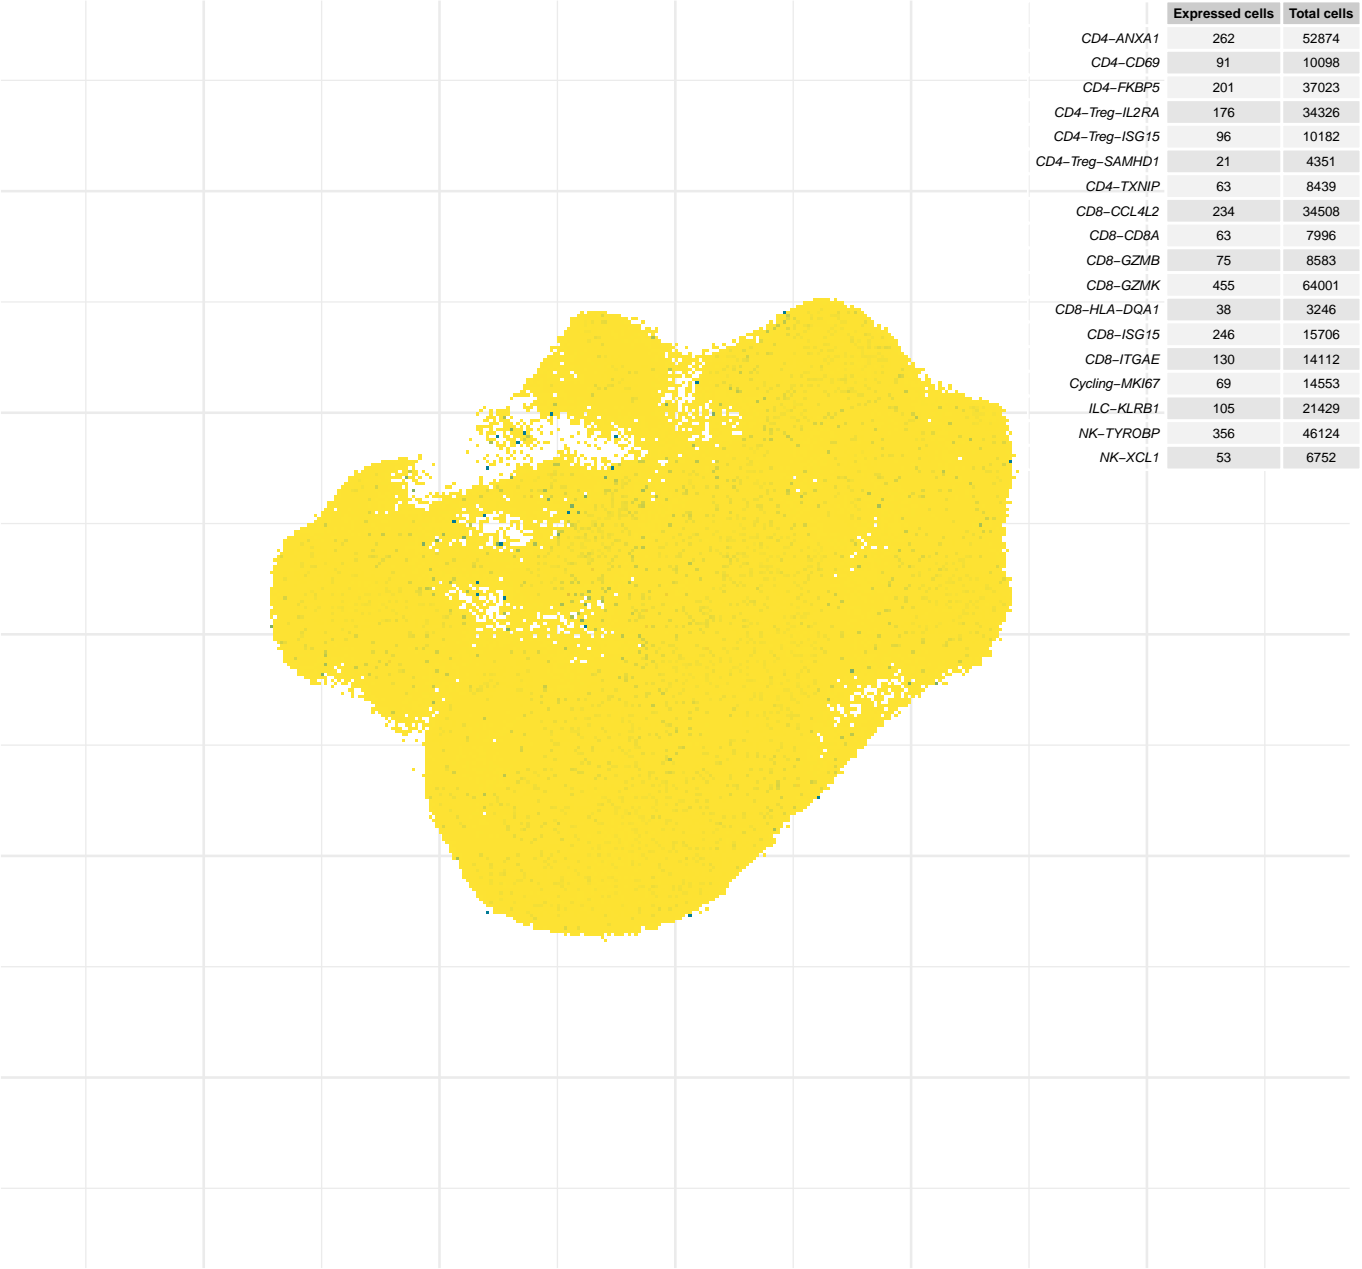 Expressed cells Total cells
CD4−ANXA1 262 52874
CD4−CD69 91 10098
CD4−FKBP5 201 37023
CD4−Treg−IL2RA 176 34326
CD4−Treg−ISG15 96 10182
CD4−Treg−SAMHD1 21 4351
CD4−TXNIP 63 8439
CD8−CCL4L2 234 34508
CD8−CD8A 63 7996
CD8−GZMB 75 8583
CD8−GZMK 455 64001
CD8−HLA−DQA1 38 3246
CD8−ISG15 246 15706
CD8−ITGAE 130 14112
Cycling−MKI67 69 14553
ILC−KLRB1 105 21429
NK−TYROBP 356 46124
NK−XCL1 53 6752